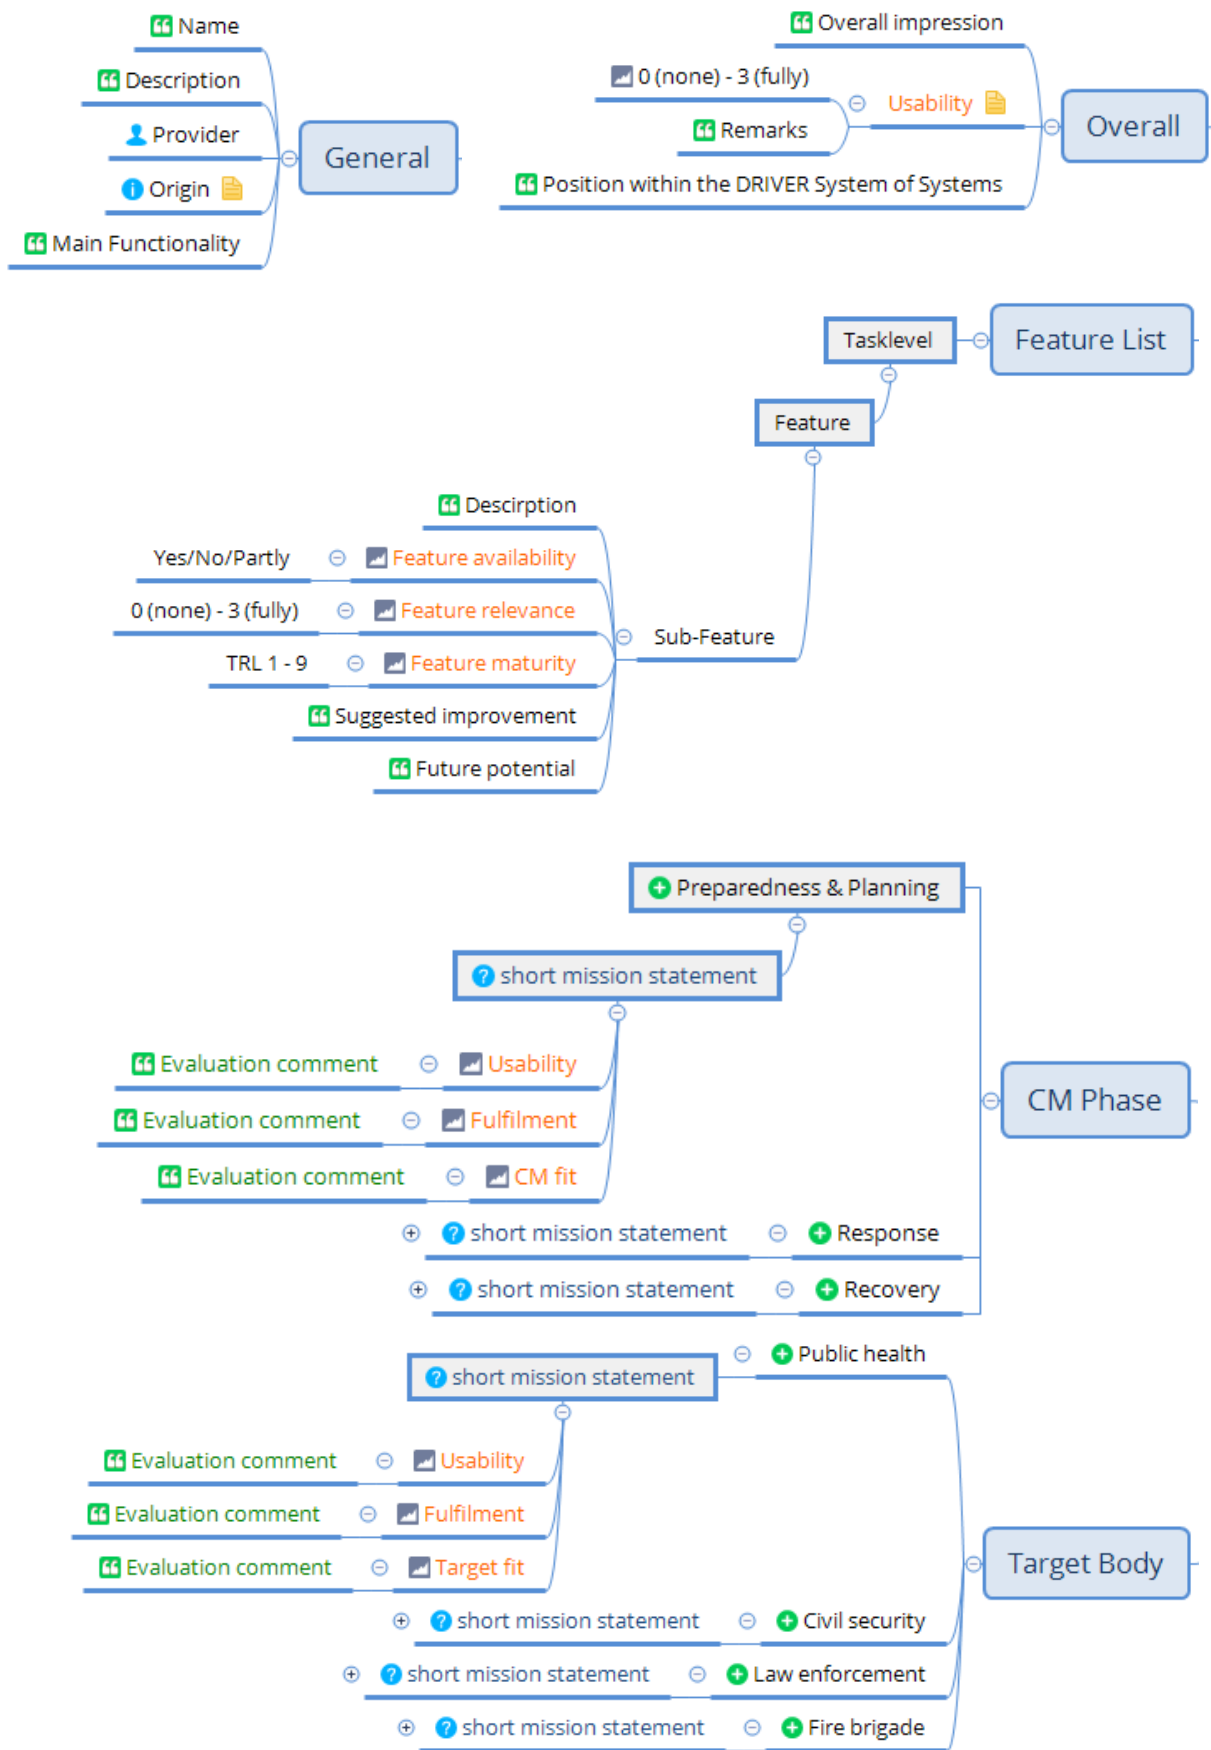 Name
Description
Provider
Origin
Main Functionality
General
Overall impression
0 (none) - 3 (fully)
Usability
Remarks
Position within the DRIVER System of Systems
Overall
Tasklevel
Feature List
Feature
Descirption
Yes/No/Partly
Feature availability
0 (none) - 3 (fully)
Feature relevance
TRL 1 - 9
Feature maturity
Suggested improvement
Future potential
Sub-Feature
Preparedness & Planning
short mission statement
Evaluation comment
Usability
Evaluation comment
Fulfilment
Evaluation comment
CM fit
short mission statement
Response
short mission statement
Recovery
CM Phase
Public health
short mission statement
Evaluation comment
Usability
Evaluation comment
Fulfilment
Evaluation comment
Target fit
short mission statement
Civil security
short mission statement
Law enforcement
short mission statement
Fire brigade
Target Body